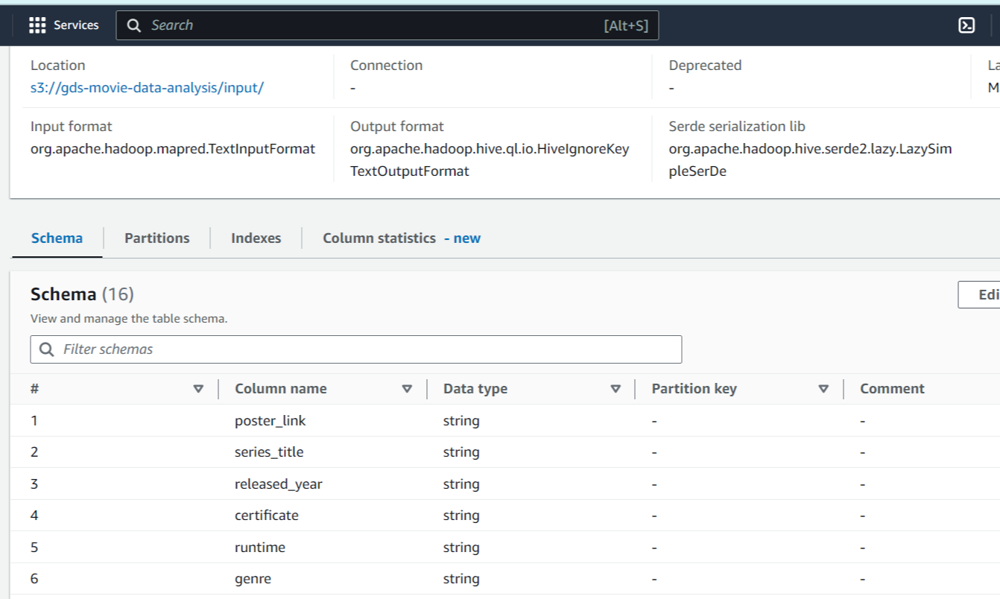 Services
Search [Alt+S]
Location Connection Deprecated La
s3://gds-movie-data-analysis/input/ - - M
Input format Output format Serde serialization lib
org.apache.hadoop.mapred.TextInputFormat org.apache.hadoop.hive.ql.io.HiveIgnoreKey org.apache.hadoop.hive.serde2.lazy.LazySim
TextOutputFormat pleSerDe
Schema Partitions Indexes Column statistics - new
Schema (16) Edi
View and manage the table schema.
Filter schemas
# Column name Data type Partition key Comment
1 poster_link string - -
2 series_title string - -
3 released_year string - -
4 certificate string - -
5 runtime string - -
6 genre string - -